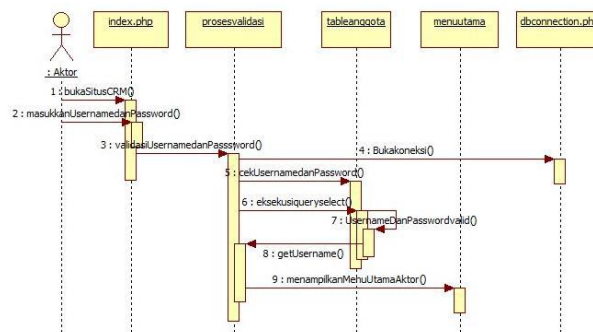 index.php
prosesvalidasi
tableanggota
menuutama
dbconnection.ph
: Aktor
1 : bukaSitusCRM()
2 : masukkanUsernamedanPassword()
3 : validasiUsernamedanPasssword()
4 : Bukakoneksi()
5 : cekUsernamedanPassword()
6 : eksekusiqueryselect()
7 : UsernameDanPasswordvalid()
8 : getUsername()
9 : menampilkanMenuUtamaAktor()